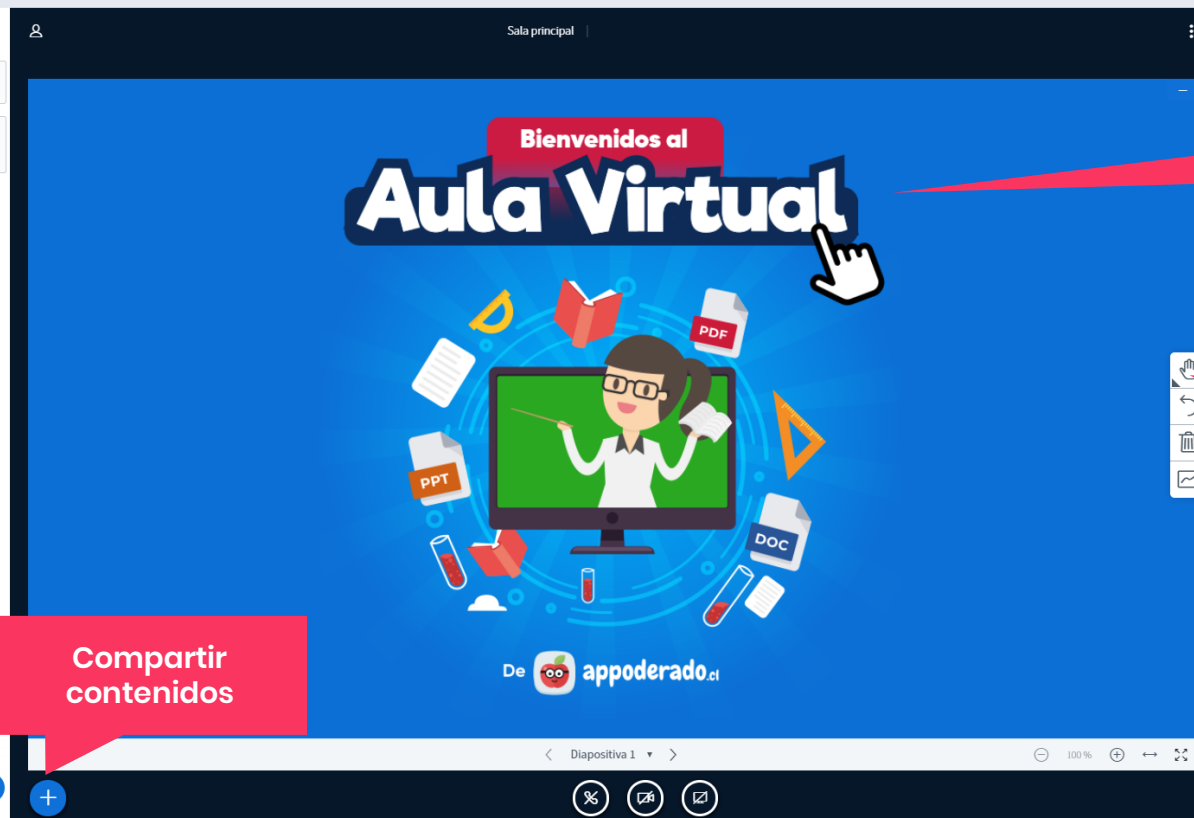 Sala principal
Bienvenidos al
Aula Virtual
PDF
PPT
DOC
De appoderado.cl
Compartir
contenidos
Diapositiva 1
100 %